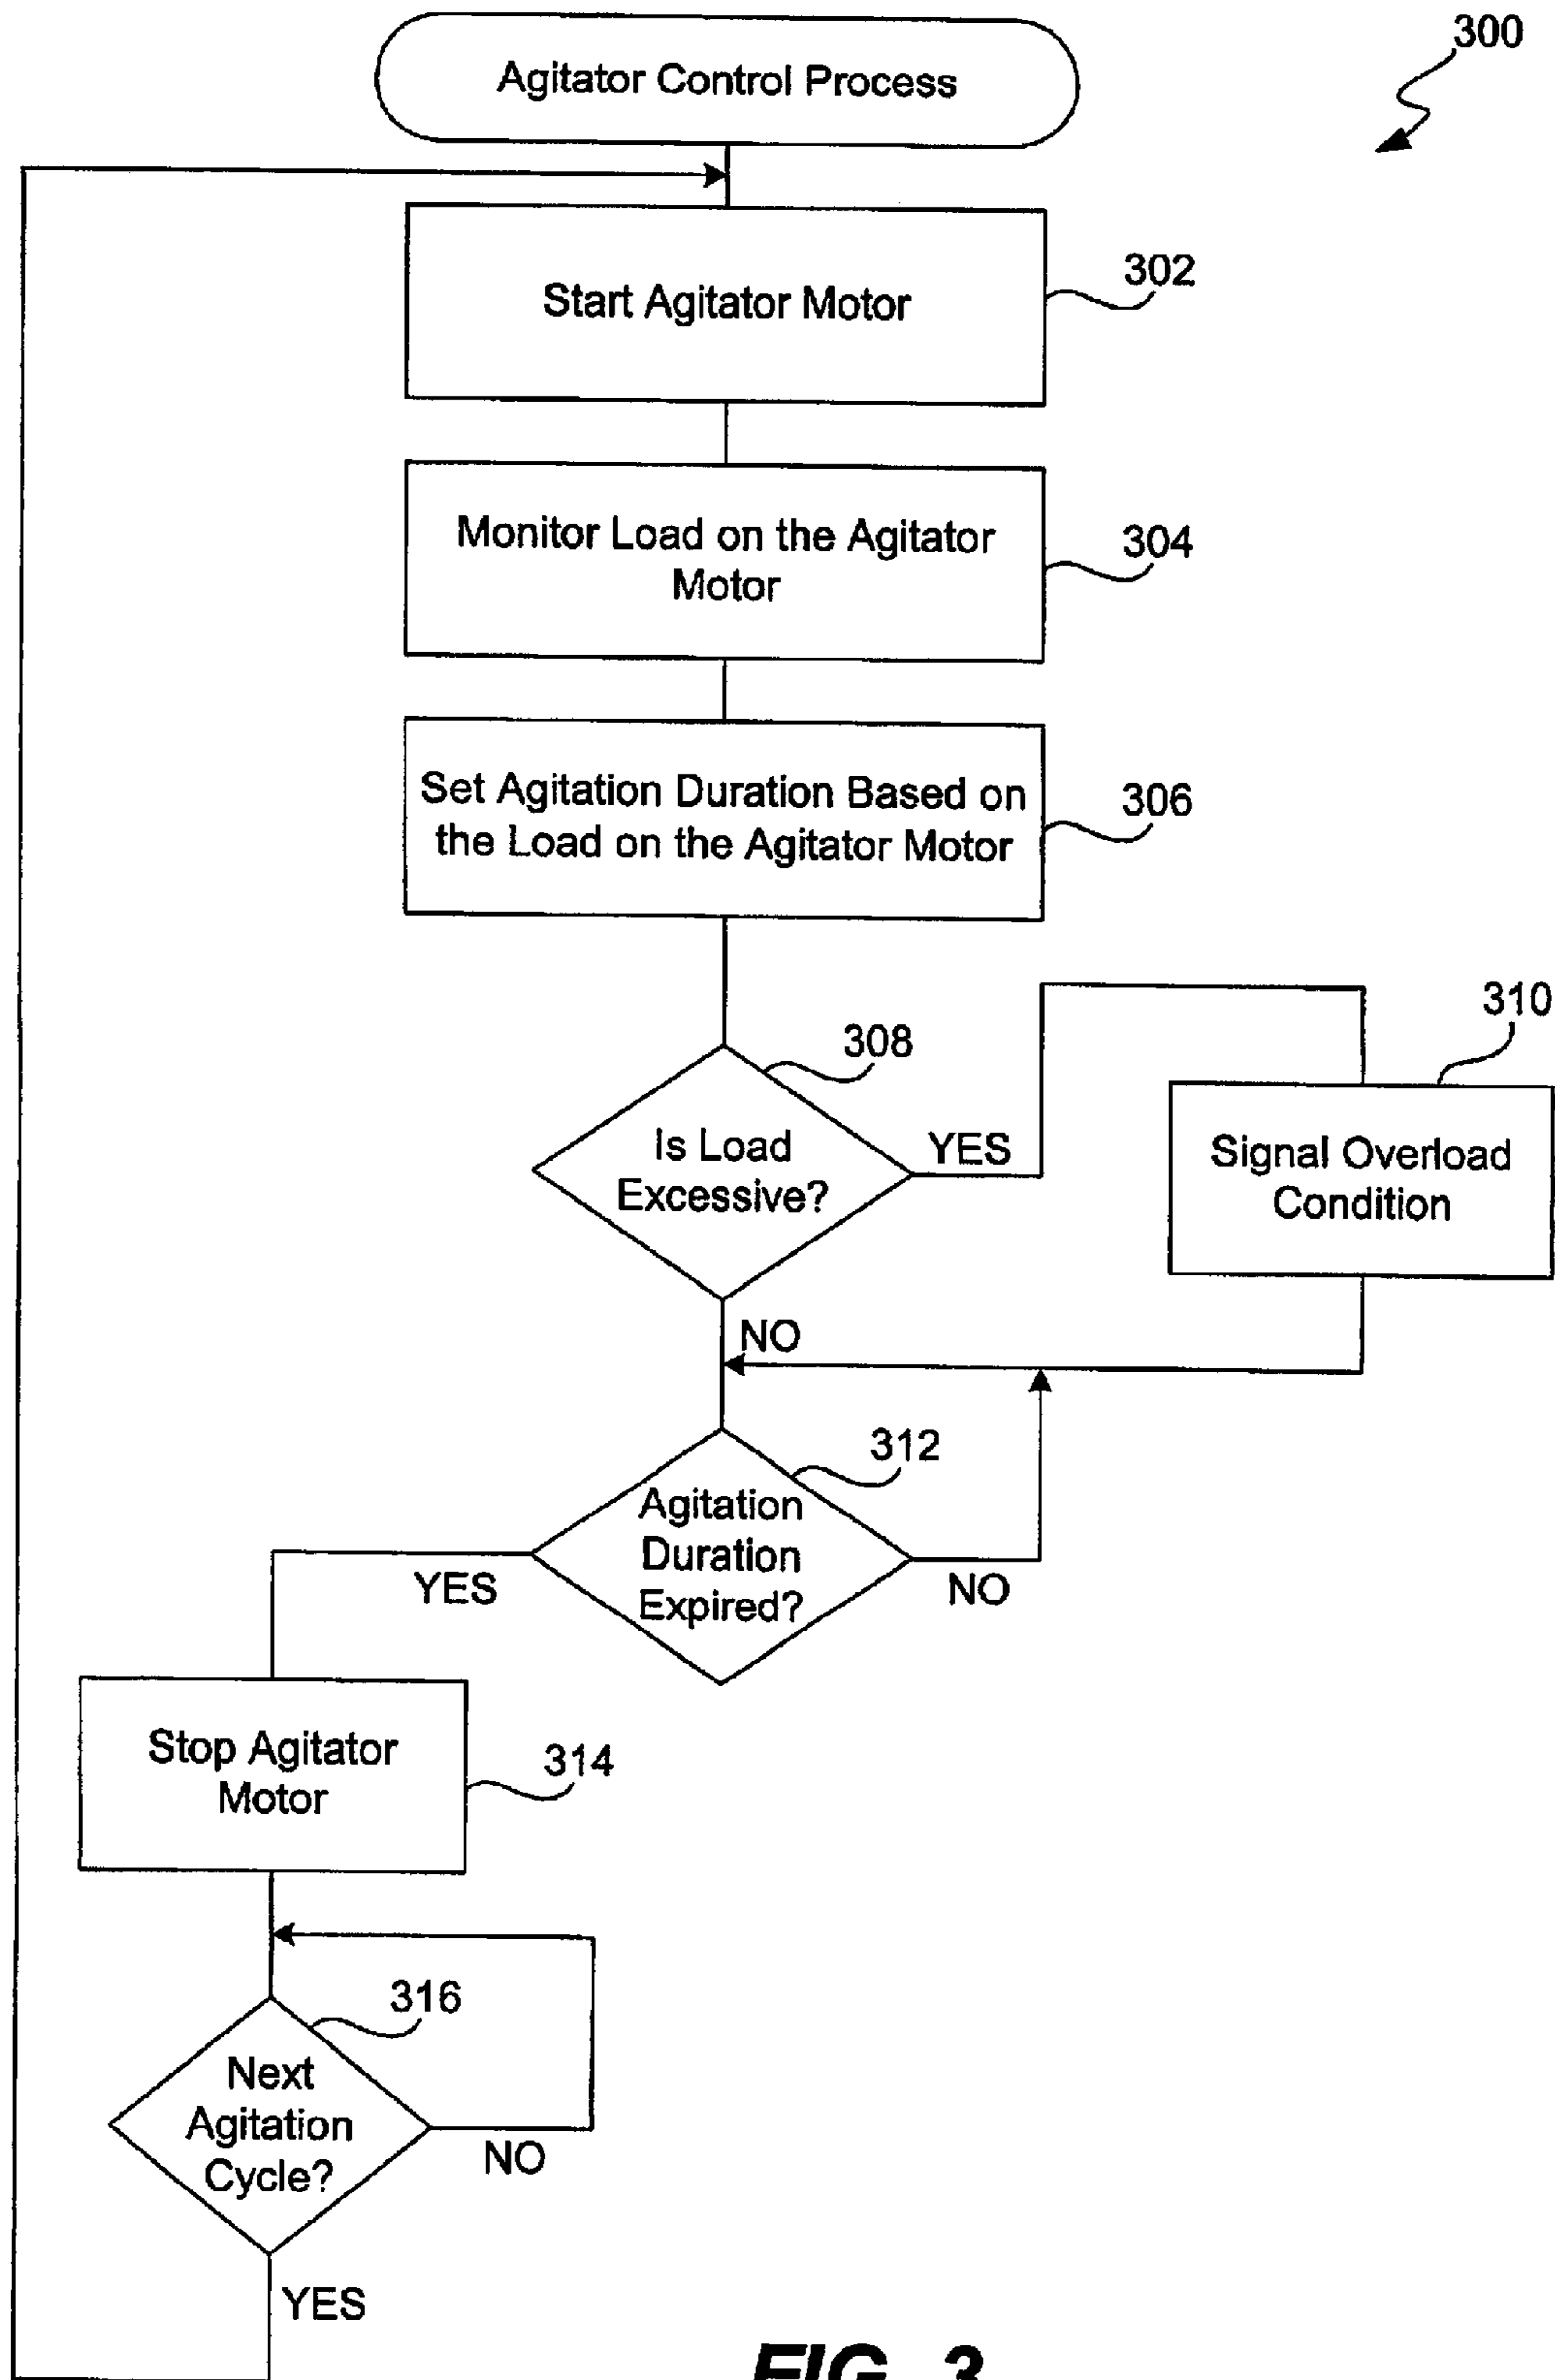 300
Agitator Control Process
302
Start Agitator Motor
304
Monitor Load on the Agitator
Motor
306
Set Agitation Duration Based on
the Load on the Agitator Motor
308
Is Load
Excessive?
YES
310
Signal Overload
Condition
NO
312
Agitation
Duration
Expired?
YES
NO
Stop Agitator
Motor
314
316
Next
Agitation
Cycle?
NO
YES
FIG. 3